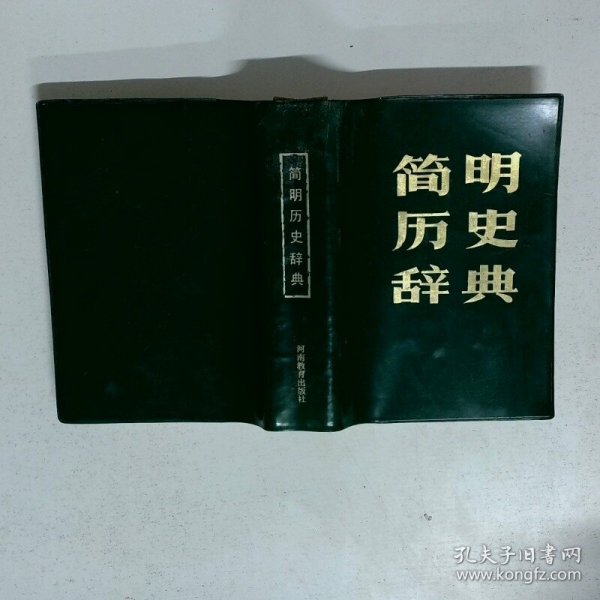 简明
历史
辞典
简明历史辞典
河南教育出版社
孔夫子旧书网
www.kongfz.com